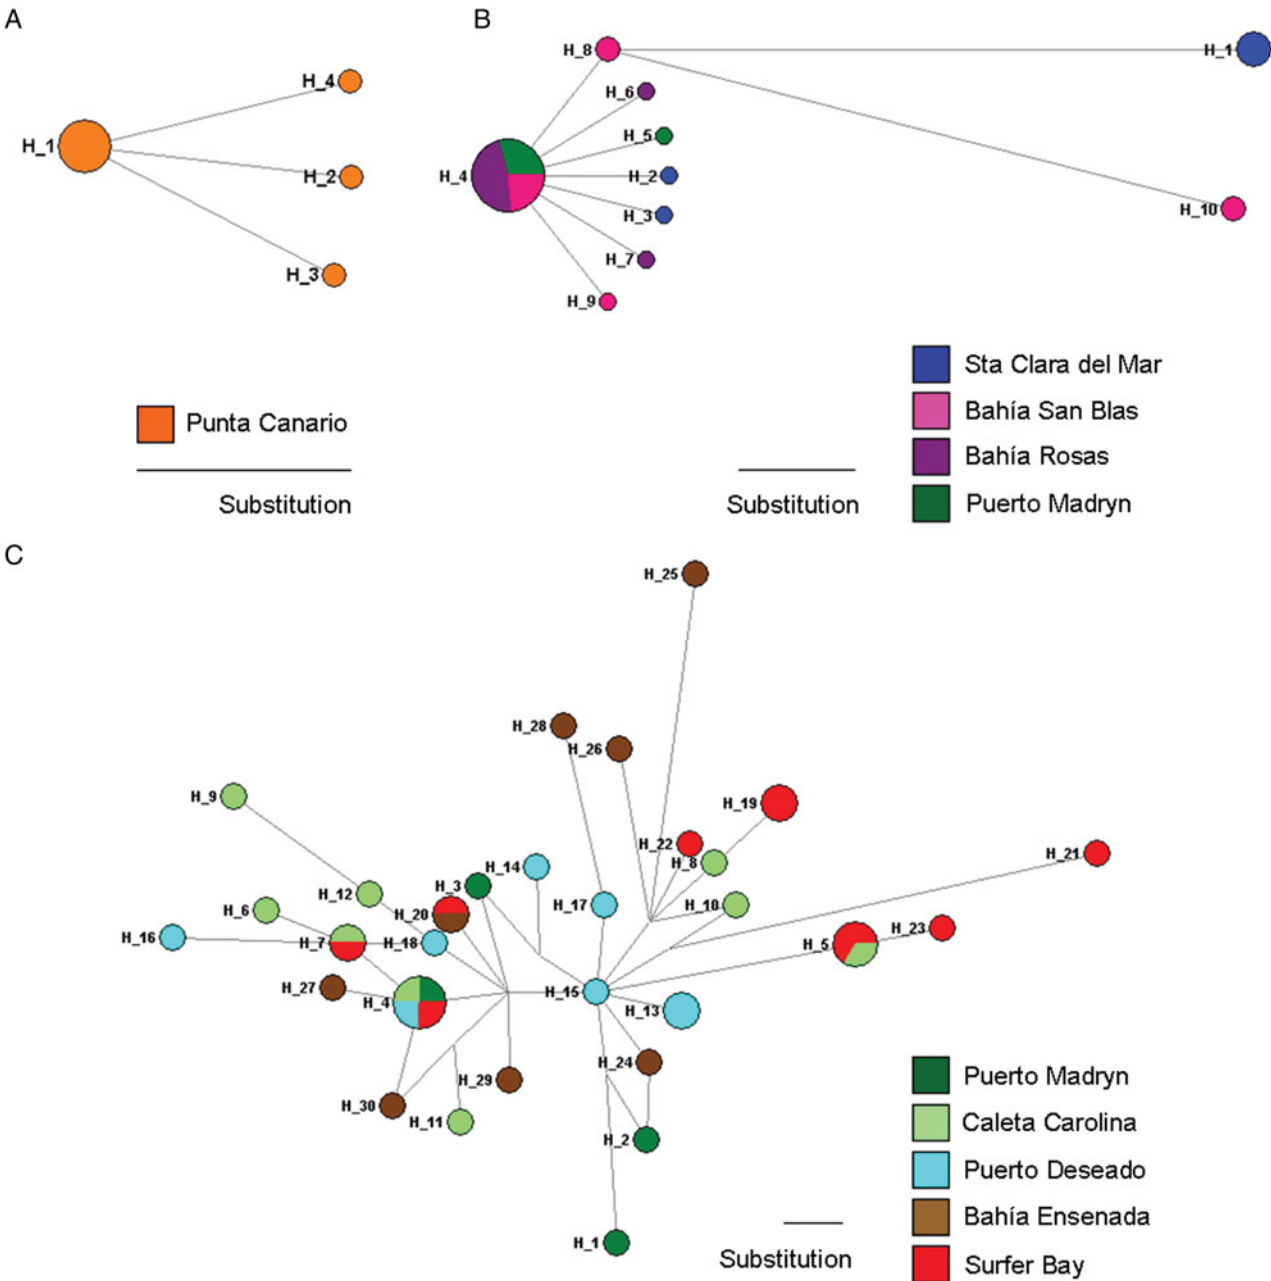 A
B
H_4
H_1
H_2
H_3
H_8
H_1
H_6
H_5
H_4
H_2
H_3
H_10
H_7
H_9
Punta Canario
Substitution
Sta Clara del Mar
Bahía San Blas
Bahía Rosas
Puerto Madryn
Substitution
C
H_25
H_28
H_26
H_9
H_19
H_22
H_8
H_21
H_14
H_3
H_12
H_17
H_10
H_6
H_20
H_16
H_7
H_18
H_5
H_23
H_27
H_4
H_15
H_13
H_24
H_29
H_30
H_11
H_2
H_1
Puerto Madryn
Caleta Carolina
Puerto Deseado
Bahía Ensenada
Surfer Bay
Substitution